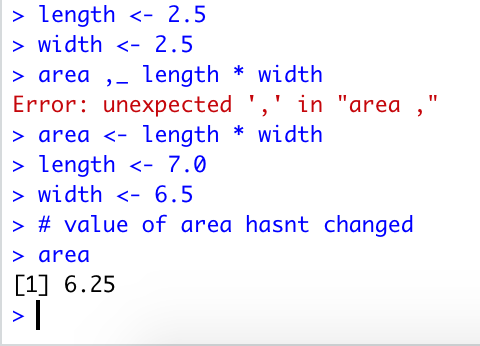 > length <- 2.5
> width <- 2.5
> area ,_ length * width
Error: unexpected ',' in "area ,"
> area <- length * width
> length <- 7.0
> width <- 6.5
> # value of area hasnt changed
> area
[1] 6.25
>